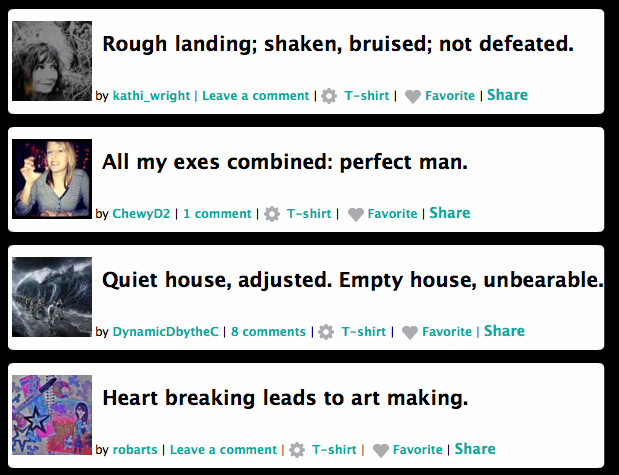 Rough landing; shaken, bruised; not defeated.
by kathi_wright | Leave a comment | T-shirt | Favorite | Share
All my exes combined: perfect man.
by ChewyD2 | 1 comment | T-shirt | Favorite | Share
Quiet house, adjusted. Empty house, unbearable.
by DynamicDbytheC | 8 comments | T-shirt | Favorite | Share
Heart breaking leads to art making.
by robarts | Leave a comment | T-shirt | Favorite | Share